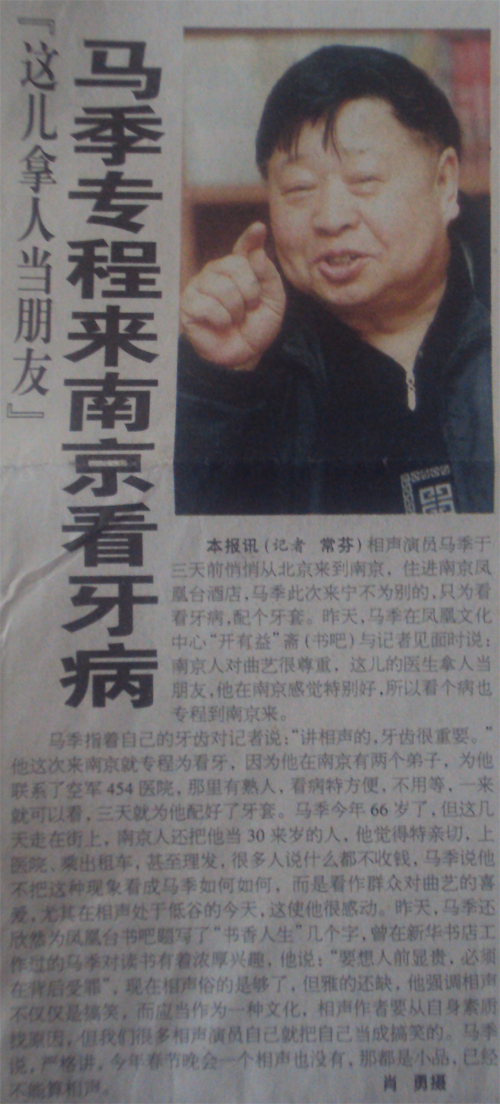 『这儿拿人当朋友』
马季专程来南京看牙病
本报讯(记者 常芬)相声演员马季于
三天前悄悄从北京来到南京，住进南京凤
凰台酒店，马季此次来宁不为别的，只为看
看牙病，配个牙套。昨天，马季在凤凰文化
中心“开有益”斋(书吧)与记者见面时说：
南京人对曲艺很尊重，这儿的医生拿人当
朋友，他在南京感觉特别好，所以看个病也
专程到南京来。
马季指着自己的牙齿对记者说：“讲相声的，牙齿很重要。”
他这次来南京就专程为看牙，因为他在南京有两个弟子，为他
联系了空军454医院，那里有熟人，看病特方便，不用等，一来
就可以看，三天就为他配好了牙套。马季今年66岁了，但这几
天走在街上，南京人还把他当30来岁的人，他觉得特亲切，上
医院、乘出租车，甚至理发，很多人说什么都不收钱，马季说他
不把这种现象看成马季如何如何，而是看作群众对曲艺的喜
爱，尤其在相声处于低谷的今天，这使他很感动。昨天，马季还
欣然为凤凰台书吧题写了“书香人生”几个字，曾在新华书店工
作过的马季对读书有着浓厚兴趣，他说：“要想人前显贵，必须
在背后受罪”，现在相声俗的是够了，但雅的还缺，他强调相声
不仅仅是搞笑，而应当作为一种文化，相声作者要从自身素质
找原因，但我们很多相声演员自己就把自己当成搞笑的。马季
说，严格讲，今年春节晚会一个相声也没有，那都是小品，已经
不能算相声。
肖 勇摄